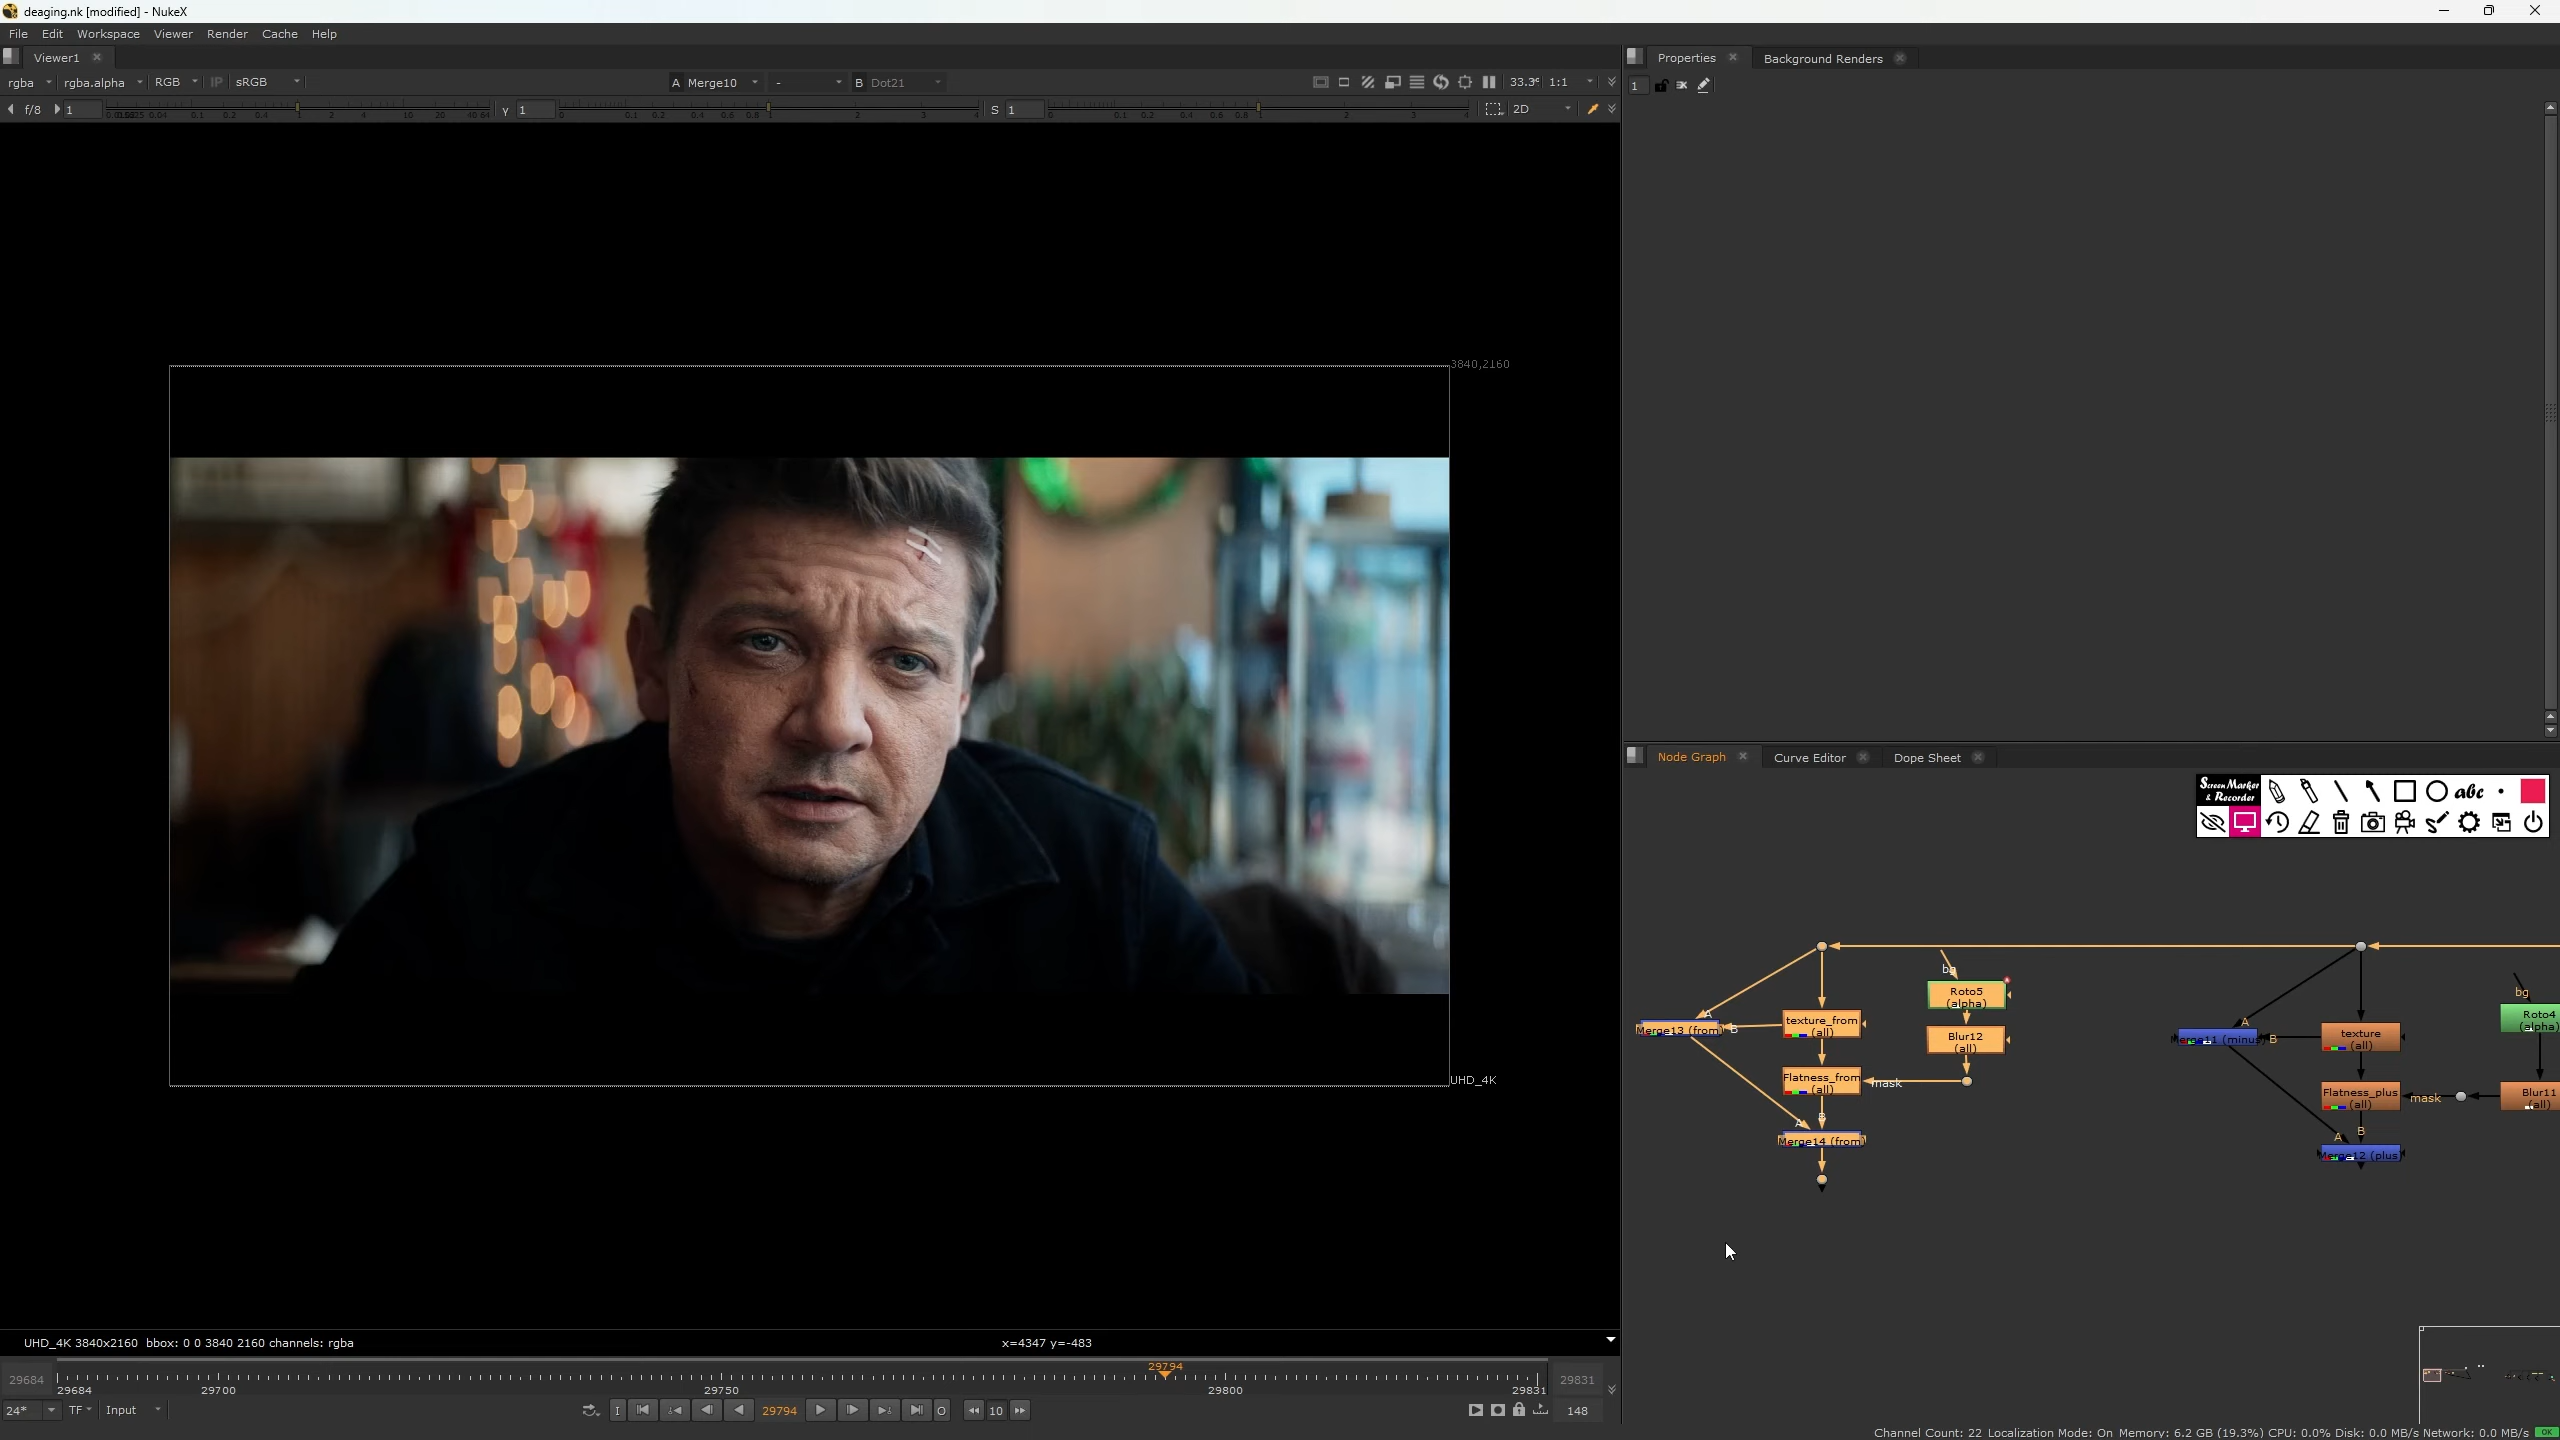 deaging.nk [modified] - NukeX
File Edit Workspace Viewer Render Cache Help
Viewer1
Properties
Background Renders
rgba rgba.alpha RGB IP sRGB
A Merge10 - B Dot21
1:1
1
f/8 1
Y 1
S 1
2D
3840,2160
UHD_4K
Node Graph
Curve Editor
Dope Sheet
Screen Marker
& Recorder
abc
bg
Roto5
(alpha)
A
Merge13 (from)
B
texture_from
(all)
Blur12
(all)
Flatness_from
(all)
mask
A
B
Merge14 (from)
bg
Roto4
(alpha)
A
Merge11 (minus)
B
texture
(all)
Flatness_plus
(all)
mask
Blur11
(all)
A
B
Merge12 (plus)
UHD_4K 3840x2160 bbox: 0 0 3840 2160 channels: rgba
x=4347 y=-483
29794
29684
29684 29700 29750 29800 29831
29831
24* TF Input
I
29794
O
10
148
Channel Count: 22 Localization Mode: On Memory: 6.2 GB (19.3%) CPU: 0.0% Disk: 0.0 MB/s Network: 0.0 MB/s
OK